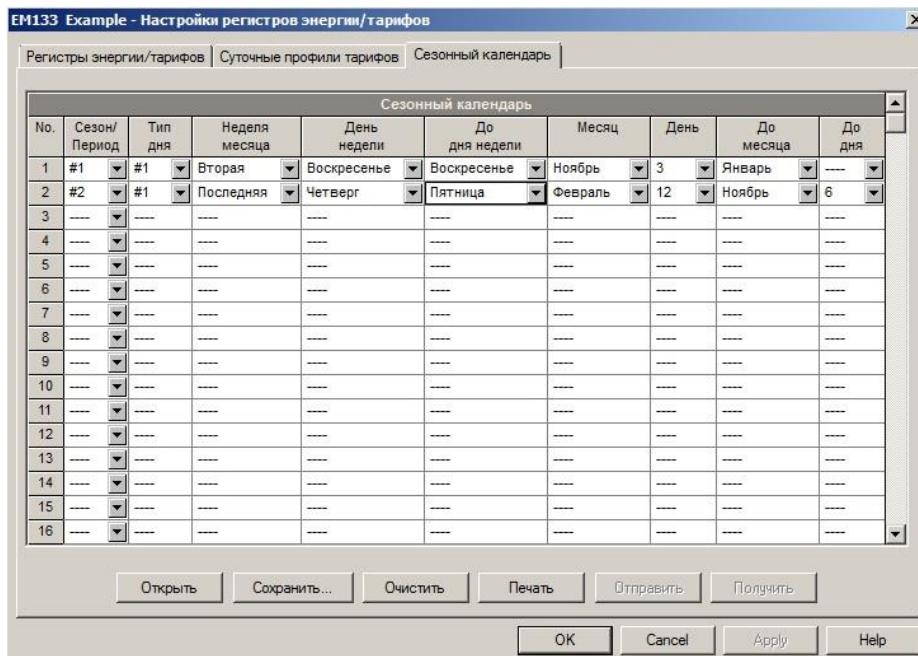 EM133 Example - Настройки регистров энергии/тарифов
Регистры энергии/тарифов Суточные профили тарифов Сезонный календарь
Сезонный календарь
No. Сезон/Период Тип дня Неделя месяца День недели До дня недели Месяц День До месяца До дня
1 #1 #1 Вторая Воскресенье Воскресенье Ноябрь 3 Январь ----
2 #2 #1 Последняя Четверг Пятница Февраль 12 Ноябрь 6
3 ---- ---- ---- ---- ---- ---- ---- ---- ----
4 ---- ---- ---- ---- ---- ---- ---- ---- ----
5 ---- ---- ---- ---- ---- ---- ---- ---- ----
6 ---- ---- ---- ---- ---- ---- ---- ---- ----
7 ---- ---- ---- ---- ---- ---- ---- ---- ----
8 ---- ---- ---- ---- ---- ---- ---- ---- ----
9 ---- ---- ---- ---- ---- ---- ---- ---- ----
10 ---- ---- ---- ---- ---- ---- ---- ---- ----
11 ---- ---- ---- ---- ---- ---- ---- ---- ----
12 ---- ---- ---- ---- ---- ---- ---- ---- ----
13 ---- ---- ---- ---- ---- ---- ---- ---- ----
14 ---- ---- ---- ---- ---- ---- ---- ---- ----
15 ---- ---- ---- ---- ---- ---- ---- ---- ----
16 ---- ---- ---- ---- ---- ---- ---- ---- ----
Открыть Сохранить... Очистить Печать Отправить Получить
OK Cancel Apply Help